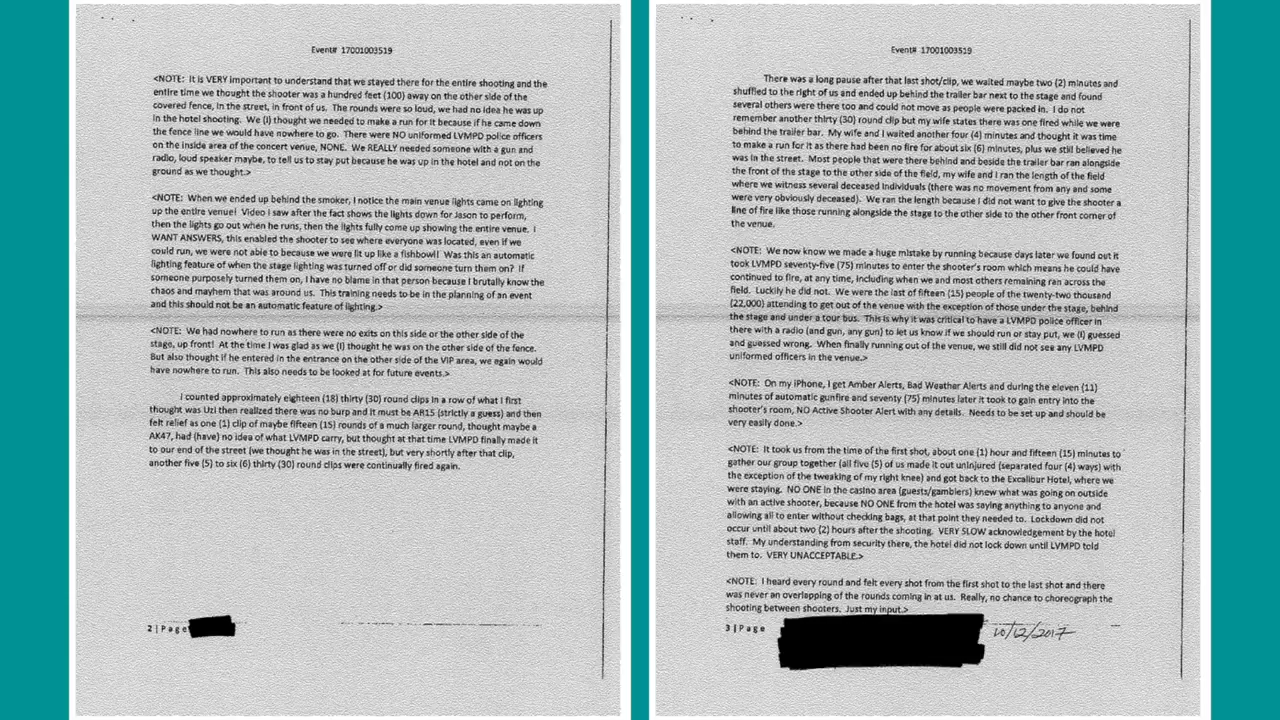 Event# 17001003519
<NOTE: It is VERY important to understand that we stayed there for the entire shooting and the
entire time we thought the shooter was a hundred feet (100) away on the other side of the
covered fence, in the street, in front of us. The rounds were so loud, we had no idea he was up
in the hotel shooting. We (I) thought we needed to make a run for it because if he came down
the fence line we would have nowhere to go. There were NO uniformed LVMPD police officers
on the inside area of the concert venue, NONE. We REALLY needed someone with a gun and
radio, loud speaker maybe, to tell us to stay put because he was up in the hotel and not on the
ground as we thought.>
<NOTE: When we ended up behind the smoker, I notice the main venue lights came on lighting
up the entire venue! Video I saw after the fact shows the lights down for Jason to perform,
then the lights go out when he runs, then the lights fully come up showing the entire venue. I
WANT ANSWERS, this enabled the shooter to see where everyone was located, even if we
could run, we were not able to because we were lit up like a fishbowl! Was this an automatic
lighting feature of when the stage lighting was turned off or did someone turn them on? If
someone purposely turned them on, I have no blame in that person because I brutally know the
chaos and mayhem that was around us. This training needs to be in the planning of an event
and this should not be an automatic feature of lighting.>
<NOTE: We had nowhere to run as there were no exits on this side or the other side of the
stage, up front! At the time I was glad as we (I) thought he was on the other side of the fence.
But also thought if he entered in the entrance on the other side of the VIP area, we again would
have nowhere to run. This also needs to be looked at for future events.>
I counted approximately eighteen (18) thirty (30) round clips in a row of what I first
thought was Uzi then realized there was no burp and it must be AR15 (strictly a guess) and then
felt relief as one (1) clip of maybe fifteen (15) rounds of a much larger round, thought maybe a
AK47, had (have) no idea of what LVMPD carry, but thought at that time LVMPD finally made it
to our end of the street (we thought he was in the street), but very shortly after that clip,
another five (5) to six (6) thirty (30) round clips were continually fired again.
2 | Page
Event# 17001003519
There was a long pause after that last shot/clip, we waited maybe two (2) minutes and
shuffled to the right of us and ended up behind the trailer bar next to the stage and found
several others were there too and could not move as people were packed in. I do not
remember another thirty (30) round clip but my wife states there was one fired while we were
behind the trailer bar. My wife and I waited another four (4) minutes and thought it was time
to make a run for it as there had been no fire for about six (6) minutes, plus we still believed he
was in the street. Most people that were there behind and beside the trailer bar ran alongside
the front of the stage to the other side of the field, my wife and I ran the length of the field
where we witness several deceased individuals (there was no movement from any and some
were very obviously deceased). We ran the length because I did not want to give the shooter a
line of fire like those running alongside the stage to the other side to the other front corner of
the venue.
<NOTE: We now know we made a huge mistake by running because days later we found out it
took LVMPD seventy-five (75) minutes to enter the shooter's room which means he could have
continued to fire, at any time, including when we and most others remaining ran across the
field. Luckily he did not. We were the last of fifteen (15) people of the twenty-two thousand
(22,000) attending to get out of the venue with the exception of those under the stage, behind
the stage and under a tour bus. This is why it was critical to have a LVMPD police officer in
there with a radio (and gun, any gun) to let us know if we should run or stay put, we (I) guessed
and guessed wrong. When finally running out of the venue, we still did not see any LVMPD
uniformed officers in the venue.>
<NOTE: On my iPhone, I get Amber Alerts, Bad Weather Alerts and during the eleven (11)
minutes of automatic gunfire and seventy (75) minutes later it took to gain entry into the
shooter's room, NO Active Shooter Alert with any details. Needs to be set up and should be
very easily done.>
<NOTE: It took us from the time of the first shot, about one (1) hour and fifteen (15) minutes to
gather our group together (all five (5) of us made it out uninjured (separated four (4) ways) with
the exception of the tweaking of my right knee) and got back to the Excalibur Hotel, where we
were staying. NO ONE in the casino area (guests/gamblers) knew what was going on outside
with an active shooter, because NO ONE from the hotel was saying anything to anyone and
allowing all to enter without checking bags, at that point they needed to. Lockdown did not
occur until about two (2) hours after the shooting. VERY SLOW acknowledgement by the hotel
staff. My understanding from security there, the hotel did not lock down until LVMPD told
them to. VERY UNACCEPTABLE.>
<NOTE: I heard every round and felt every shot from the first shot to the last shot and there
was never an overlapping of the rounds coming in at us. Really, no chance to choreograph the
shooting between shooters. Just my input.>
3 | Page
10/12/2017